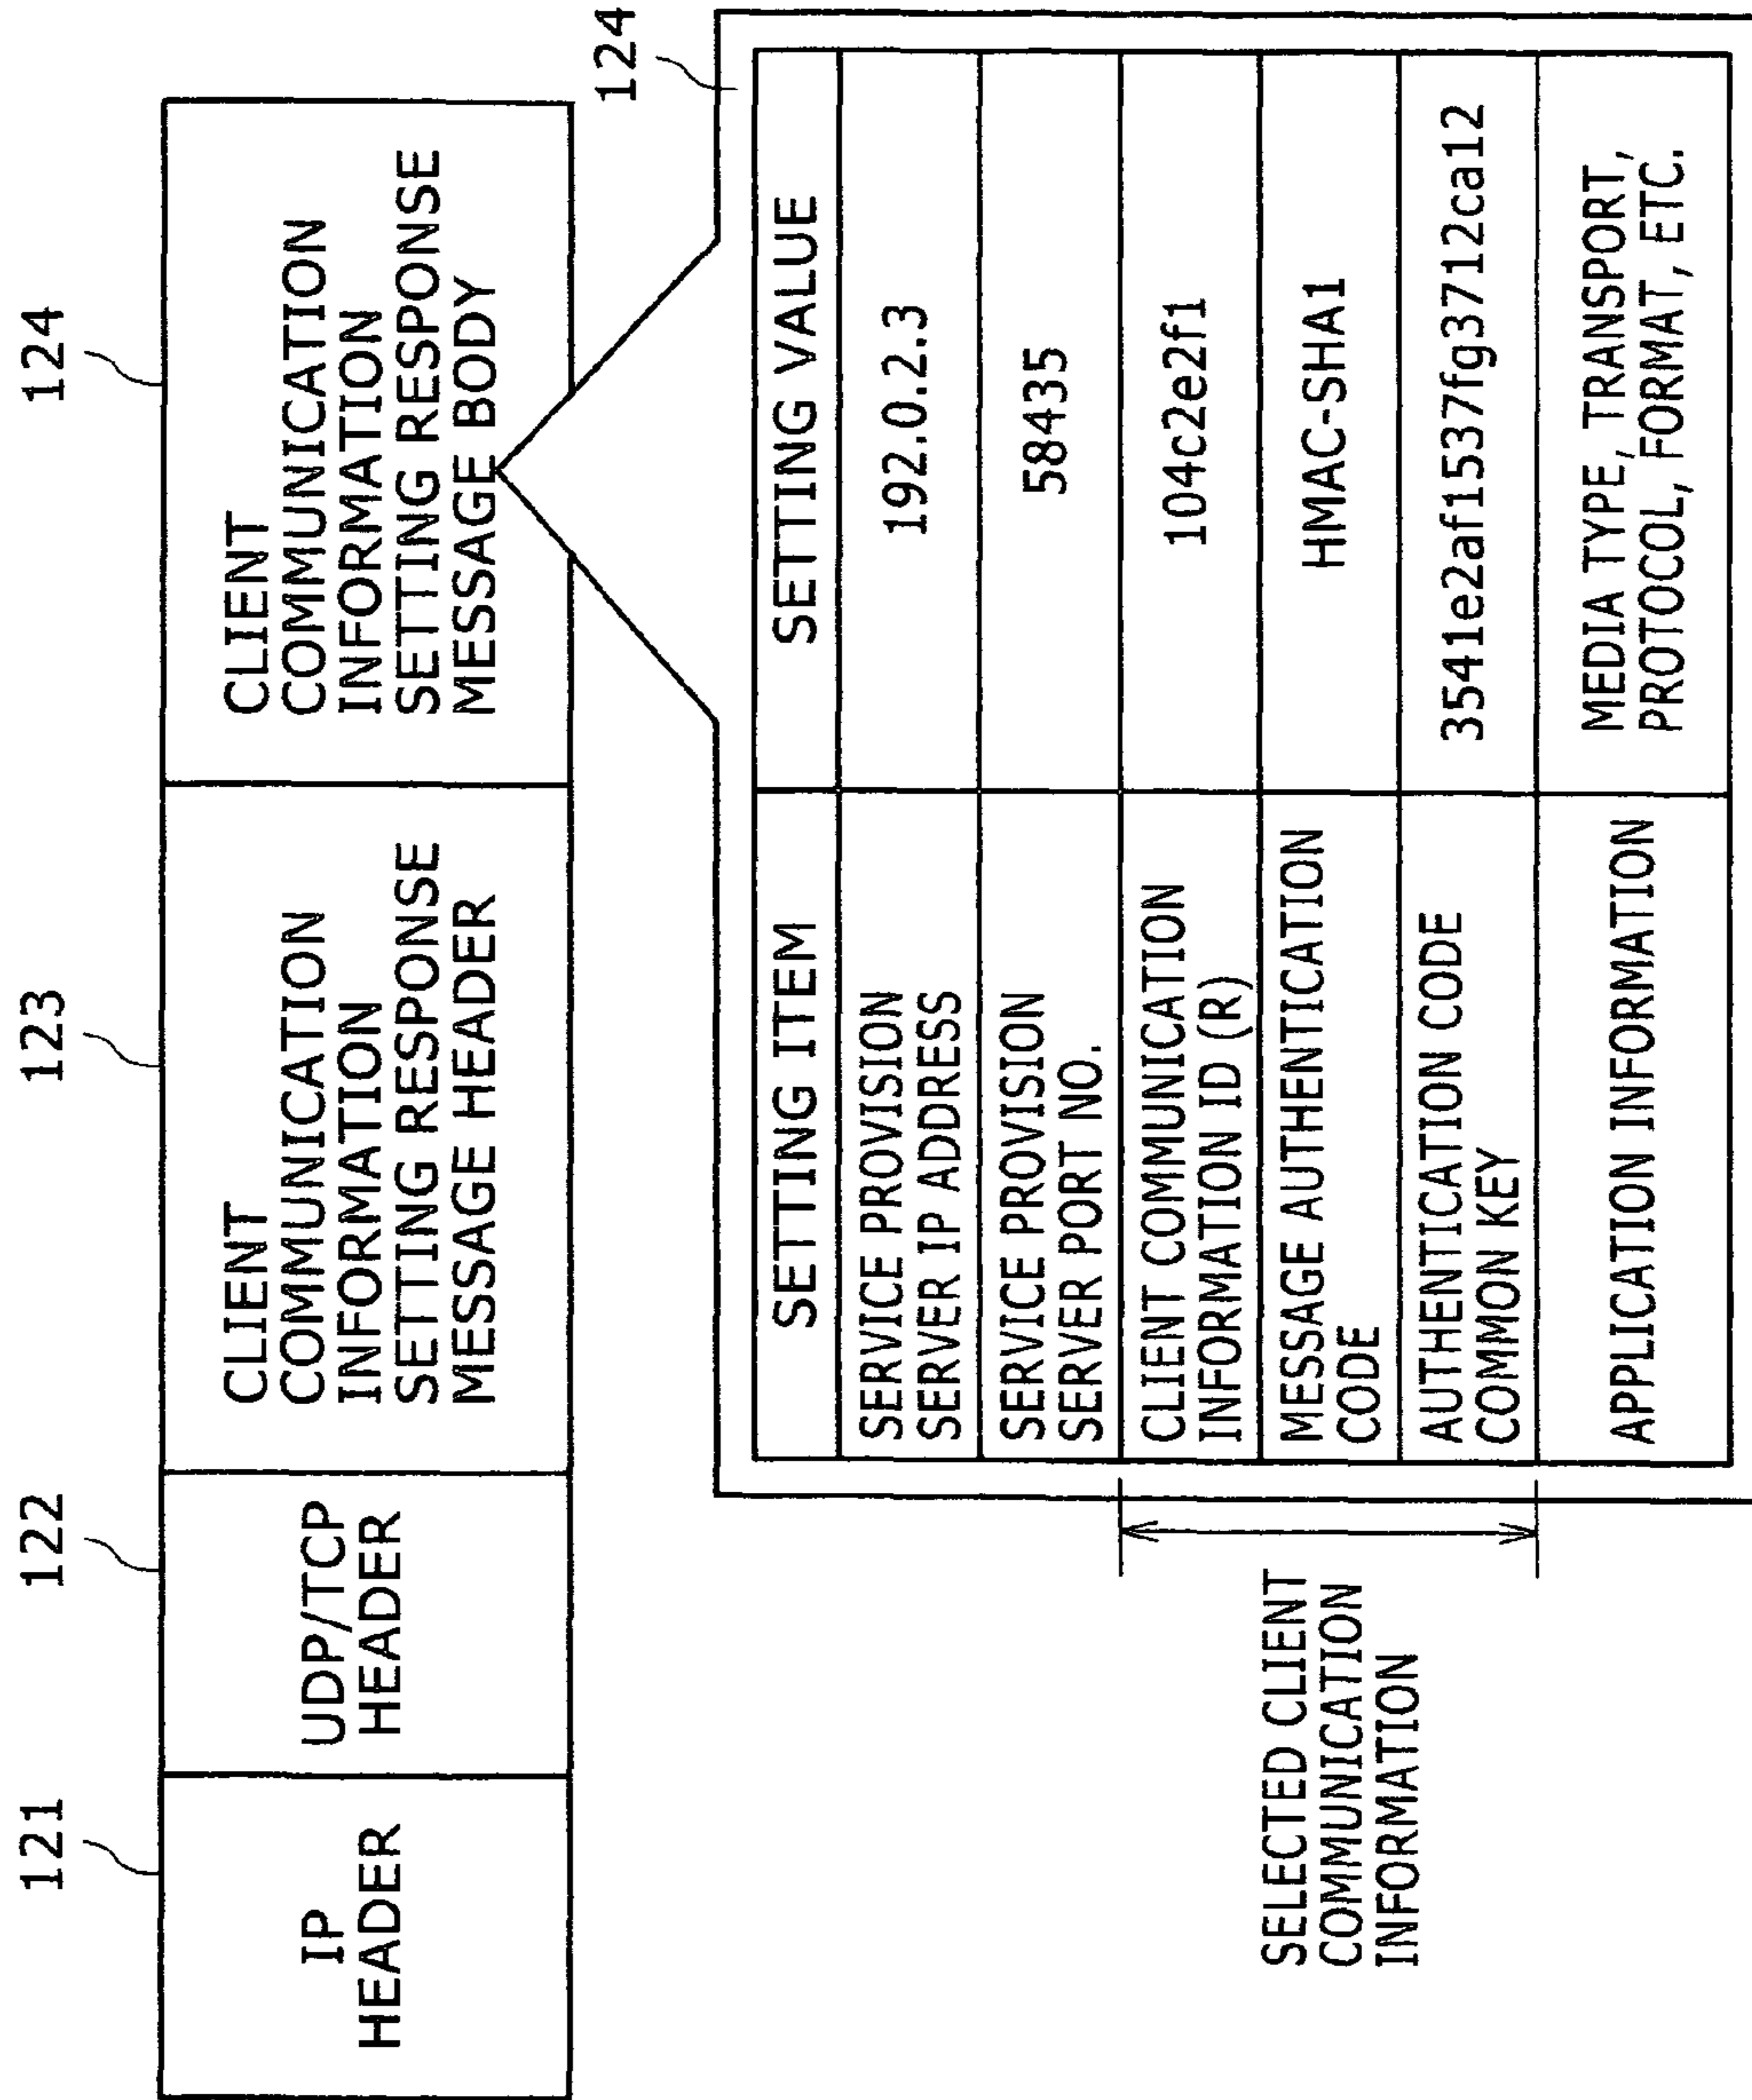 121
122
123
124
IP
HEADER
UDP/TCP
HEADER
CLIENT
COMMUNICATION
INFORMATION
SETTING RESPONSE
MESSAGE HEADER
CLIENT
COMMUNICATION
INFORMATION
SETTING RESPONSE
MESSAGE BODY
124
SETTING ITEM
SETTING VALUE
SERVICE PROVISION
SERVER IP ADDRESS
192.0.2.3
SERVICE PROVISION
SERVER PORT NO.
58435
CLIENT COMMUNICATION
INFORMATION ID (R)
104c2e2f1
MESSAGE AUTHENTICATION
CODE
HMAC-SHA1
AUTHENTICATION CODE
COMMON KEY
3541e2af1537fg3712ca12
APPLICATION INFORMATION
MEDIA TYPE, TRANSPORT,
PROTOCOL, FORMAT, ETC.
SELECTED CLIENT
COMMUNICATION
INFORMATION